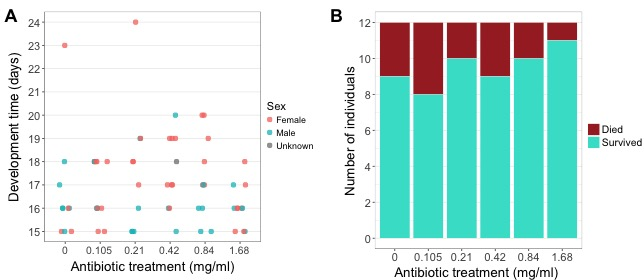 A
Development time (days)
24
23
22
21
20
19
18
17
16
15
0 0.105 0.21 0.42 0.84 1.68
Antibiotic treatment (mg/ml)
Sex
Female
Male
Unknown
B
Number of individuals
12
10
8
6
4
2
0
0 0.105 0.21 0.42 0.84 1.68
Antibiotic treatment (mg/ml)
Died
Survived